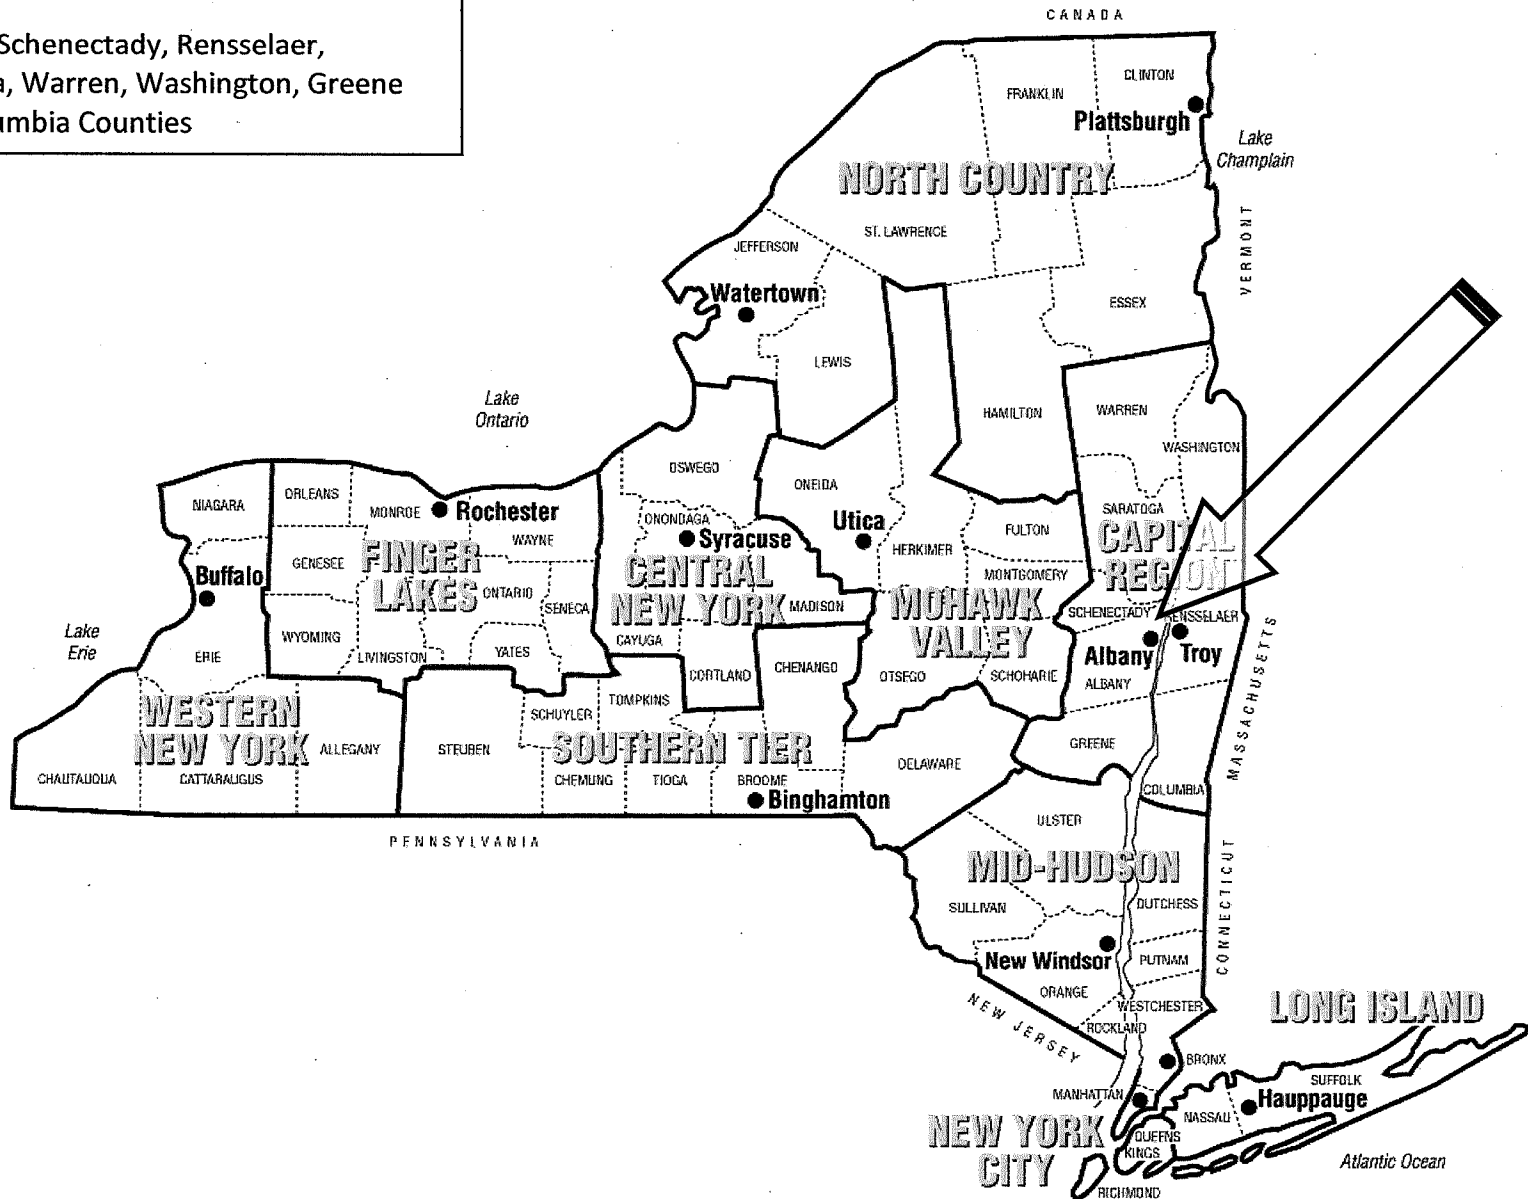 Schenectady, Rensselaer,
a, Warren, Washington, Greene
umbia Counties
CANADA
CLINTON
FRANKLIN
Plattsburgh
Lake
Champlain
NORTH COUNTRY
ST. LAWRENCE
JEFFERSON
VERMONT
Watertown
ESSEX
LEWIS
Lake
Ontario
HAMILTON
WARREN
WASHINGTON
OSWEGO
ONEIDA
NIAGARA
ORLEANS
MONROE
Rochester
ONONDAGA
Syracuse
Utica
SARATOGA
FULTON
CAPITAL
REGION
WAYNE
HERKIMER
GENESEE
FINGER
LAKES
CENTRAL
NEW YORK
MONTGOMERY
Buffalo
ONTARIO
SENECA
MADISON
MOHAWK
VALLEY
SCHENECTADY
RENSSELAER
Lake
Erie
WYOMING
CAYUGA
Albany
Troy
ERIE
LIVINGSTON
YATES
CORTLAND
CHENANGO
OTSEGO
SCHOHARIE
ALBANY
MASSACHUSETTS
TOMPKINS
SCHUYLER
WESTERN
NEW YORK
ALLEGANY
STEUBEN
SOUTHERN TIER
GREENE
DELAWARE
CHAUTAUQUA
CATTARAUGUS
CHEMUNG
TIOGA
BROOME
COLUMBIA
Binghamton
ULSTER
PENNSYLVANIA
MID-HUDSON
CONNECTICUT
SULLIVAN
DUTCHESS
New Windsor
PUTNAM
ORANGE
WESTCHESTER
LONG ISLAND
NEW JERSEY
ROCKLAND
BRONX
SUFFOLK
MANHATTAN
Hauppauge
NASSAU
NEW YORK
CITY
QUEENS
KINGS
Atlantic Ocean
RICHMOND